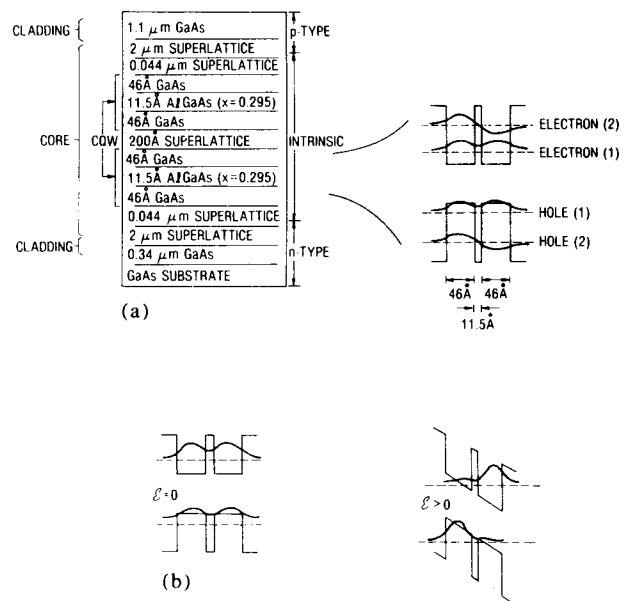 CLADDING
CORE
CQW
CLADDING
1.1 μm GaAs
2 μm SUPERLATTICE
0.044 μm SUPERLATTICE
46Å GaAs
11.5Å AlGaAs (x=0.295)
46Å GaAs
200Å SUPERLATTICE
46Å GaAs
11.5Å AlGaAs (x=0.295)
46Å GaAs
0.044 μm SUPERLATTICE
2 μm SUPERLATTICE
0.34 μm GaAs
GaAs SUBSTRATE
p-TYPE
INTRINSIC
n-TYPE
(a)
ELECTRON (2)
ELECTRON (1)
HOLE (1)
HOLE (2)
46Å 46Å
11.5Å
ℰ=0
ℰ>0
(b)